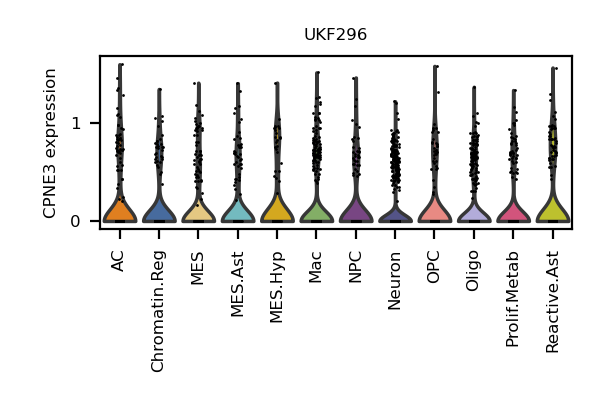 UKF296
CPNE3 expression
1
0
AC
Chromatin.Reg
MES
MES.Ast
MES.Hyp
Mac
NPC
Neuron
OPC
Oligo
Prolif.Metab
Reactive.Ast